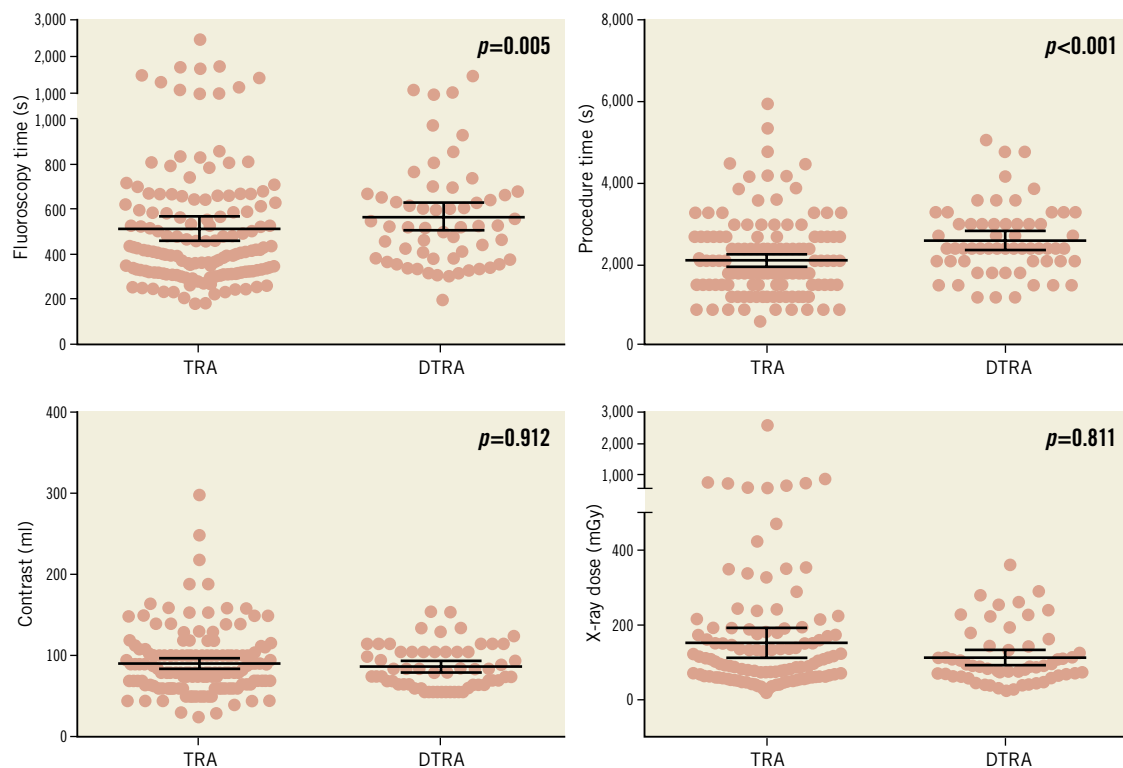 Fluoroscopy time (s)
3,000
2,000
1,000
1,000
800
600
400
200
0
p=0.005
TRA
DTRA
Procedure time (s)
8,000
6,000
4,000
2,000
0
p<0.001
TRA
DTRA
Contrast (ml)
400
300
200
100
0
p=0.912
TRA
DTRA
X-ray dose (mGy)
3,000
2,000
1,000
400
200
0
p=0.811
TRA
DTRA